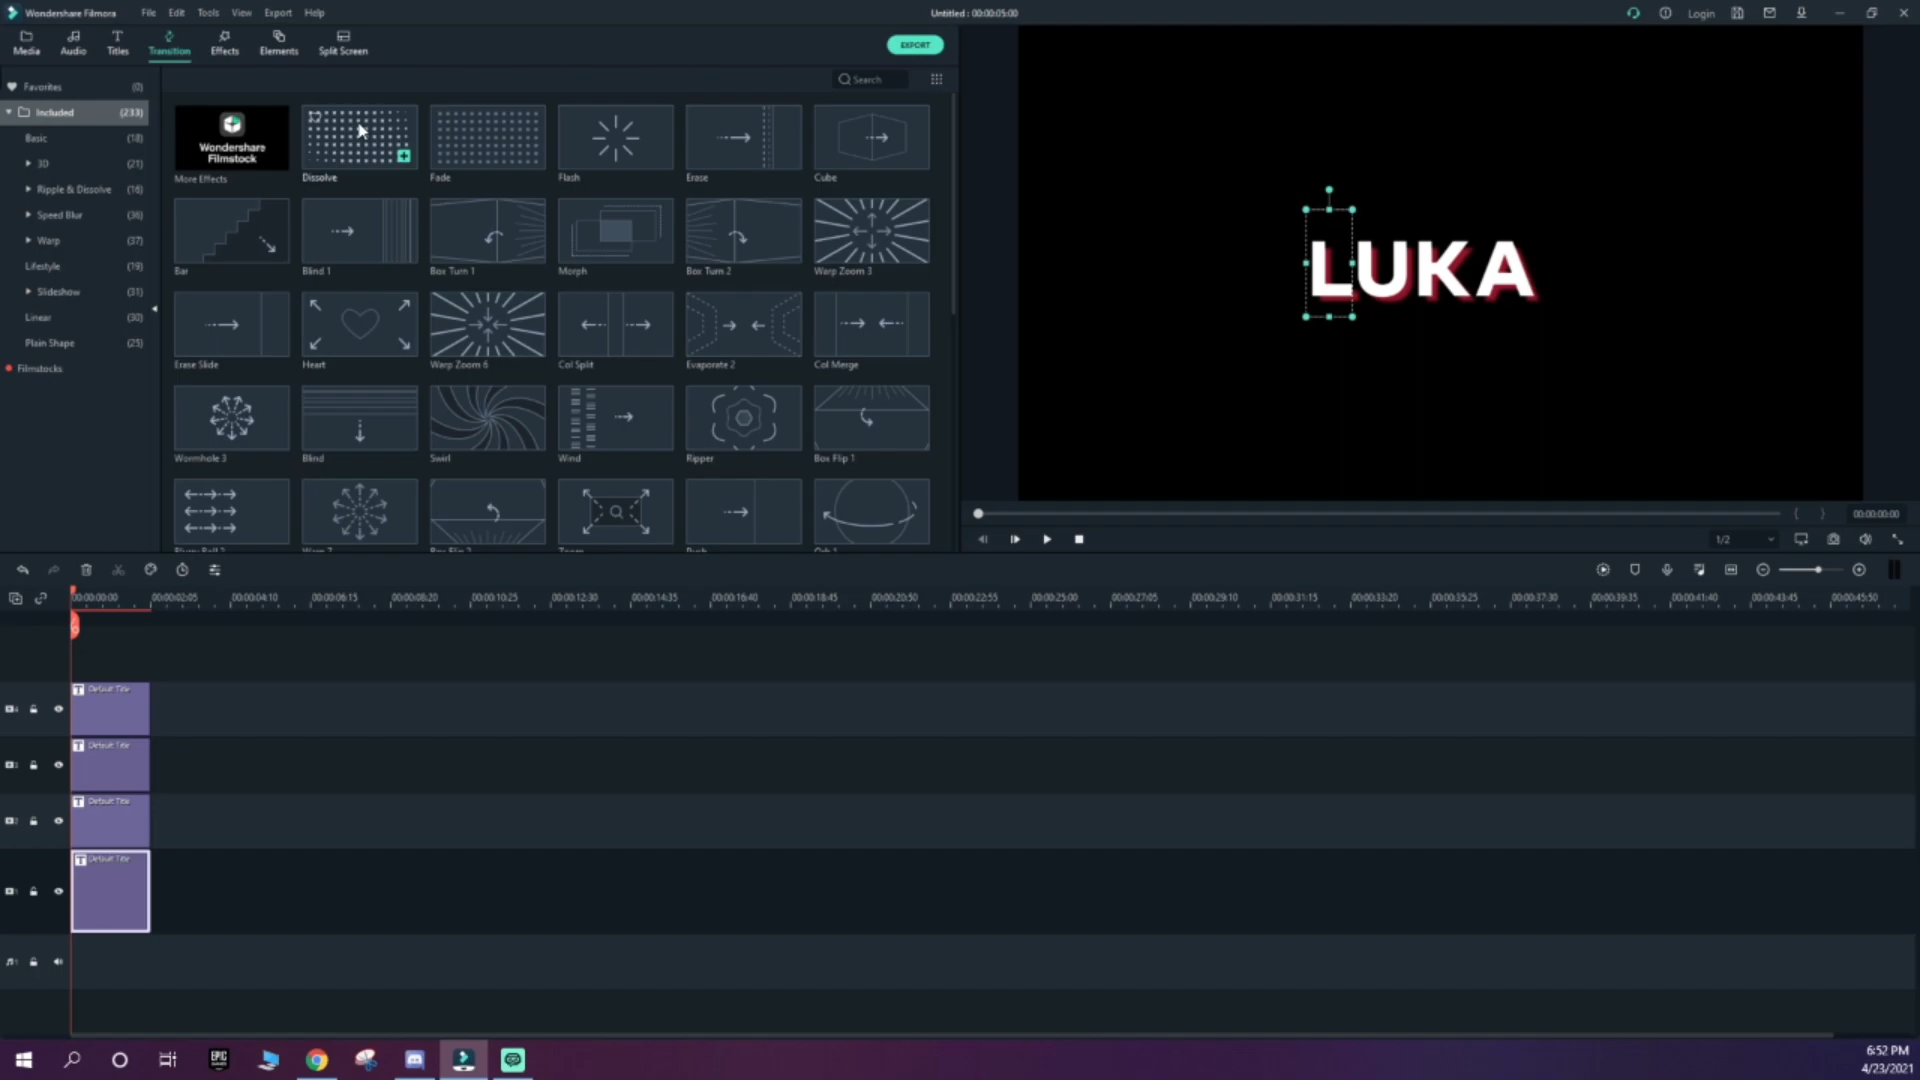 Wondershare Filmora File Edit Tools View Export Help Untitled : 00:00:05:00 Login
Media Audio Titles Transition Effects Elements Split Screen EXPORT
Favorites (0) Search
Included (233)
Basic (18)
3D (21)
Ripple & Dissolve (16)
Speed Blur (36)
Warp (37)
Lifestyle (19)
Slideshow (31)
Linear (30)
Plain Shape (25)
Filmstocks
Wondershare
Filmstock
More Effects Dissolve Fade Flash Erase Cube
Bar Blind 1 Box Turn 1 Morph Box Turn 2 Warp Zoom 3
Erase Slide Heart Warp Zoom 6 Col Split Evaporate 2 Col Merge
Wormhole 3 Blind Swirl Wind Ripper Box Flip 1
LUKA
00:00:00:00
1/2
00:00:00:00 00:00:02:05 00:00:04:10 00:00:06:15 00:00:08:20 00:00:10:25 00:00:12:30 00:00:14:35 00:00:16:40 00:00:18:45 00:00:20:50 00:00:22:55 00:00:25:00 00:00:27:05 00:00:29:10 00:00:31:15 00:00:33:20 00:00:35:25 00:00:37:30 00:00:39:35 00:00:41:40 00:00:43:45 00:00:45:50
T Default Title
T Default Title
T Default Title
T Default Title
EPIC
6:52 PM
4/23/2021